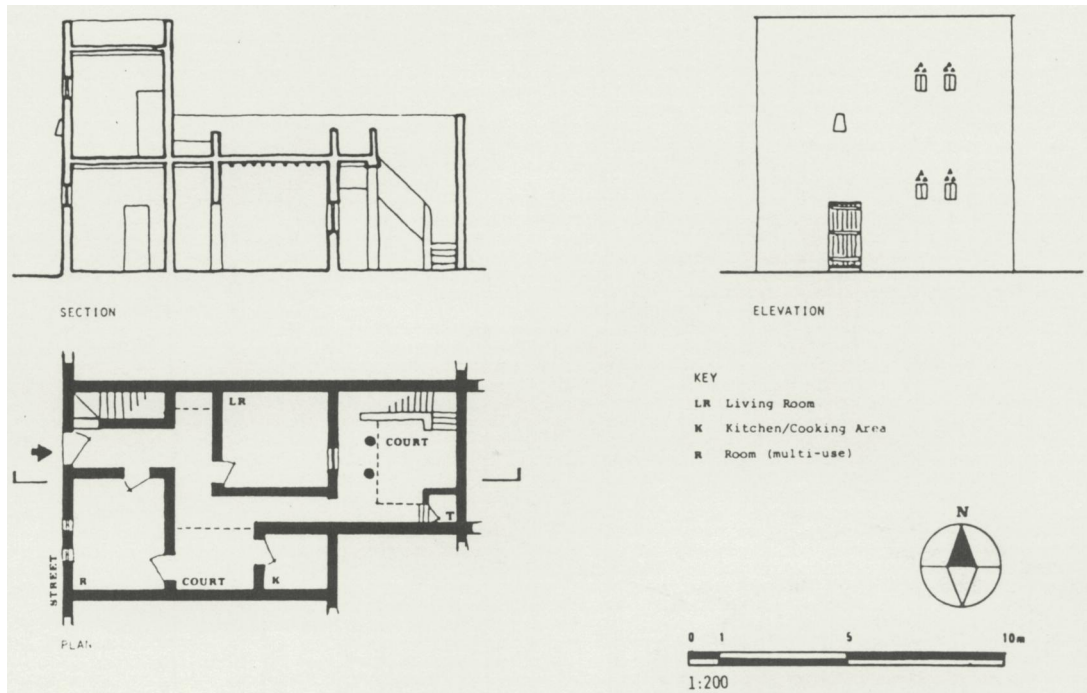 SECTION
ELEVATION
LR
COURT
T
R
COURT
K
STREET
PLAN
KEY
LR Living Room
K Kitchen/Cooking Area
R Room (multi-use)
N
0 1 5 10m
1:200